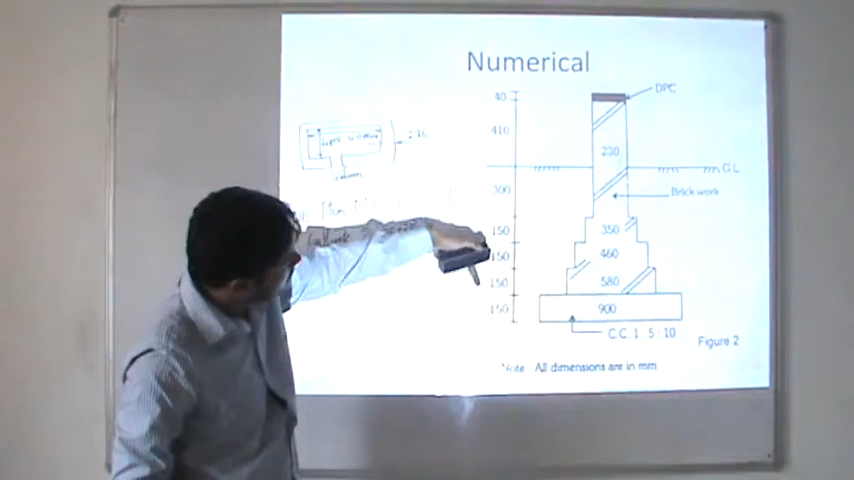 Numerical
40
DPC
410
230
G.L
300
Brick work
150
350
150
460
150
580
150
900
C.C. 1 : 5 : 10
Figure 2
Note All dimensions are in mm